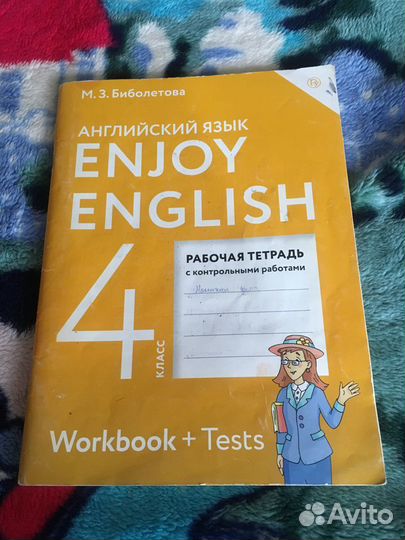 М. З. Биболетова
АНГЛИЙСКИЙ ЯЗЫК
ENJOY
ENGLISH
4
КЛАСС
РАБОЧАЯ ТЕТРАДЬ
с контрольными работами
Workbook + Tests
Avito